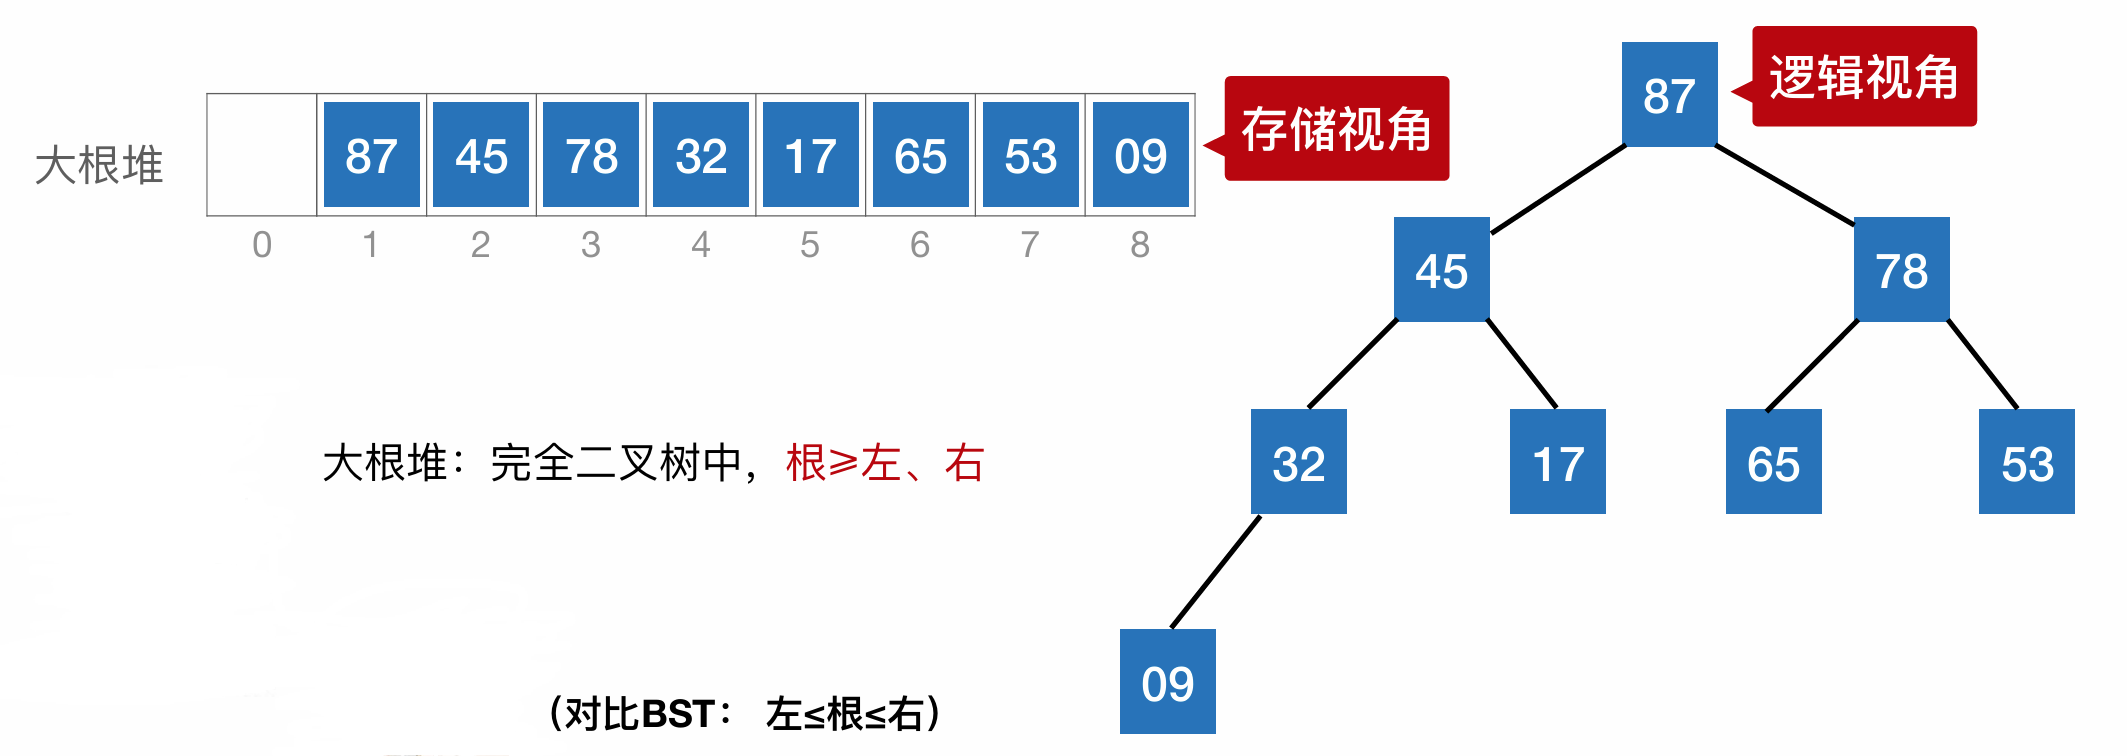 大根堆
87 45 78 32 17 65 53 09
0 1 2 3 4 5 6 7 8
存储视角
逻辑视角
87
45 78
32 17 65 53
09
大根堆：完全二叉树中，根≥左、右
（对比BST： 左≤根≤右）